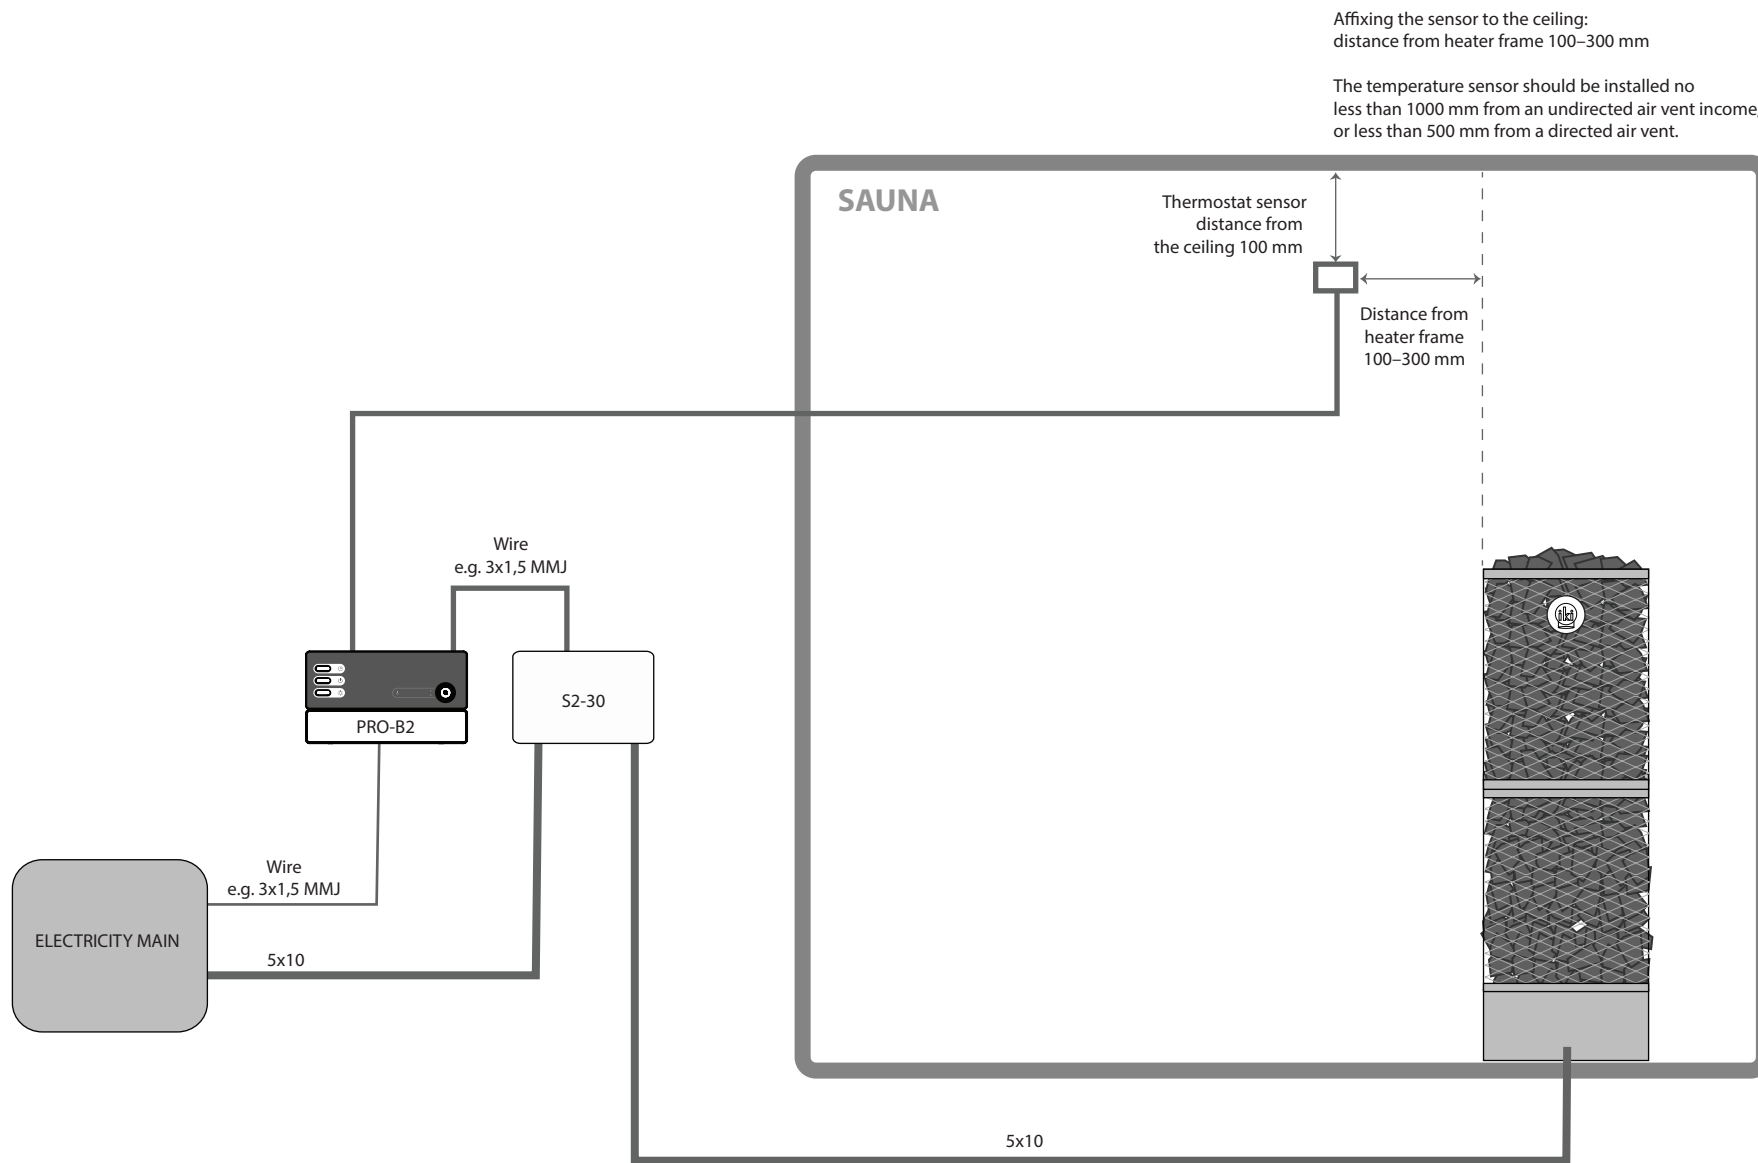 Affixing the sensor to the ceiling:
distance from heater frame 100–300 mm
The temperature sensor should be installed no
less than 1000 mm from an undirected air vent income,
or less than 500 mm from a directed air vent.
SAUNA
Thermostat sensor
distance from
the ceiling 100 mm
Distance from
heater frame
100–300 mm
Wire
e.g. 3x1,5 MMJ
iki
S2-30
PRO-B2
Wire
e.g. 3x1,5 MMJ
ELECTRICITY MAIN
5x10
5x10